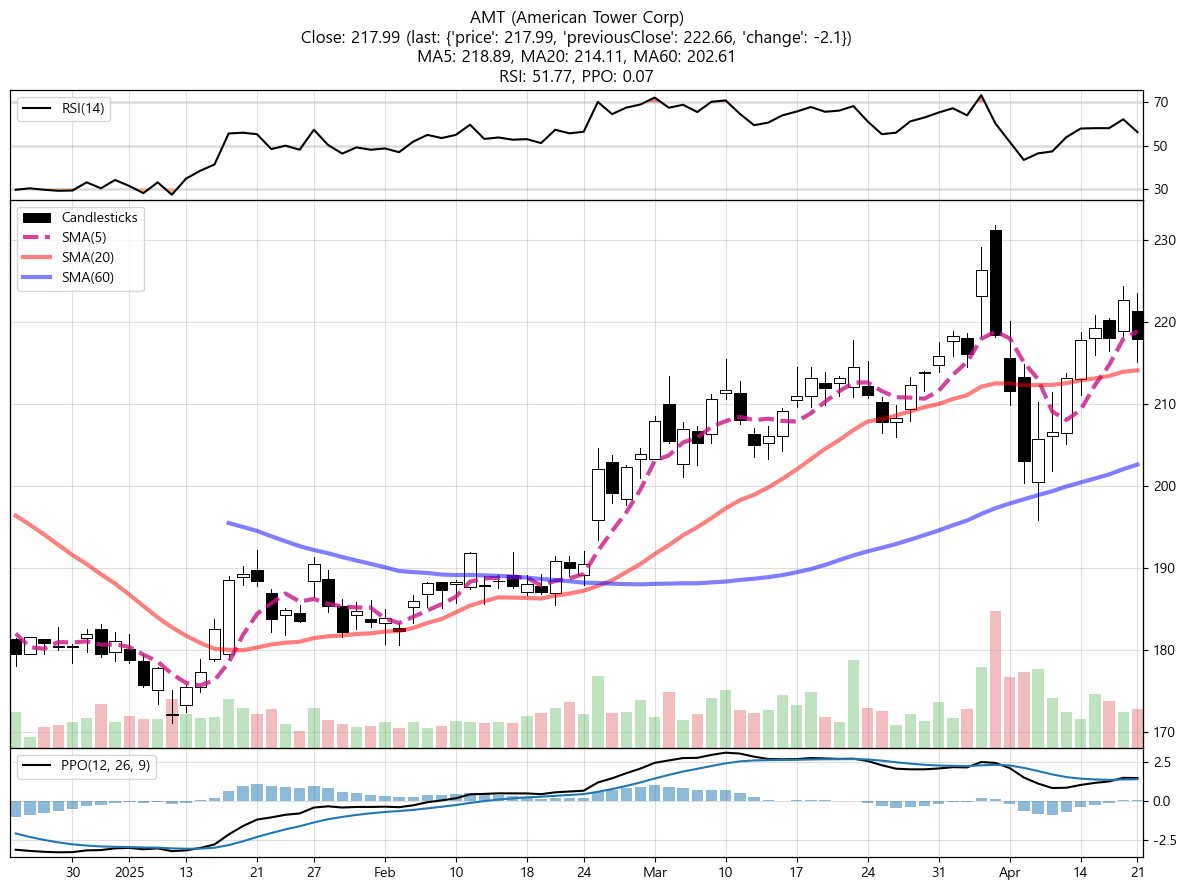 AMT (American Tower Corp)
Close: 217.99 (last: {'price': 217.99, 'previousClose': 222.66, 'change': -2.1})
MA5: 218.89, MA20: 214.11, MA60: 202.61
RSI: 51.77, PPO: 0.07
RSI(14)
70
50
30
Candlesticks
SMA(5)
SMA(20)
SMA(60)
230
220
210
200
190
180
170
PPO(12, 26, 9)
2.5
0.0
−2.5
30 2025 13 21 27 Feb 10 18 24 Mar 10 17 24 31 Apr 14 21